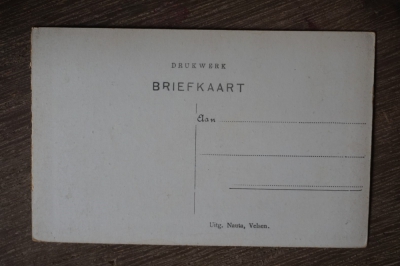 DRUKWERK
BRIEFKAART
Aan
Uitg. Nauta, Velsen.